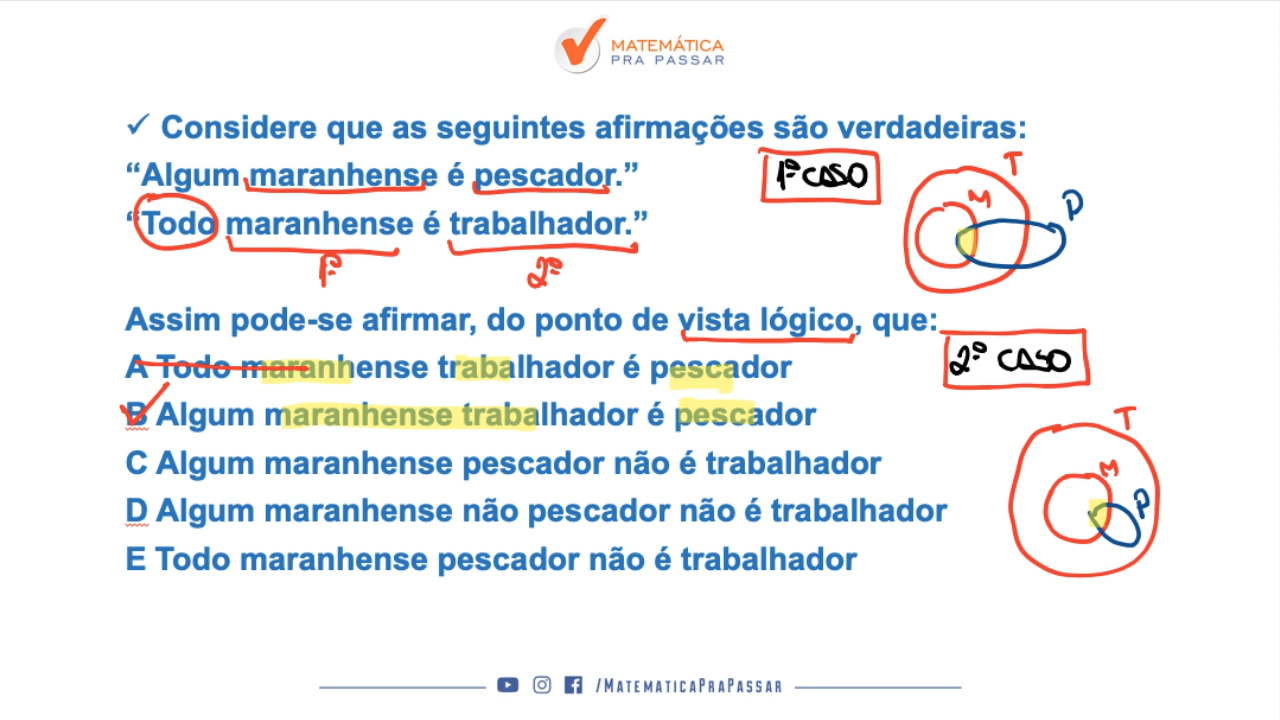 MATEMÁTICA
PRA PASSAR
✓ Considere que as seguintes afirmações são verdadeiras:
“Algum maranhense é pescador.”
“Todo maranhense é trabalhador.”
1º
2º
1º CASO
T
M
P
Assim pode-se afirmar, do ponto de vista lógico, que:
A Todo maranhense trabalhador é pescador
B Algum maranhense trabalhador é pescador
C Algum maranhense pescador não é trabalhador
D Algum maranhense não pescador não é trabalhador
E Todo maranhense pescador não é trabalhador
2º CASO
T
M
P
/MATEMATICAPRAPASSAR